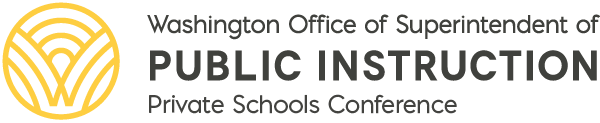 Washington Office of Superintendent of
PUBLIC INSTRUCTION
Private Schools Conference